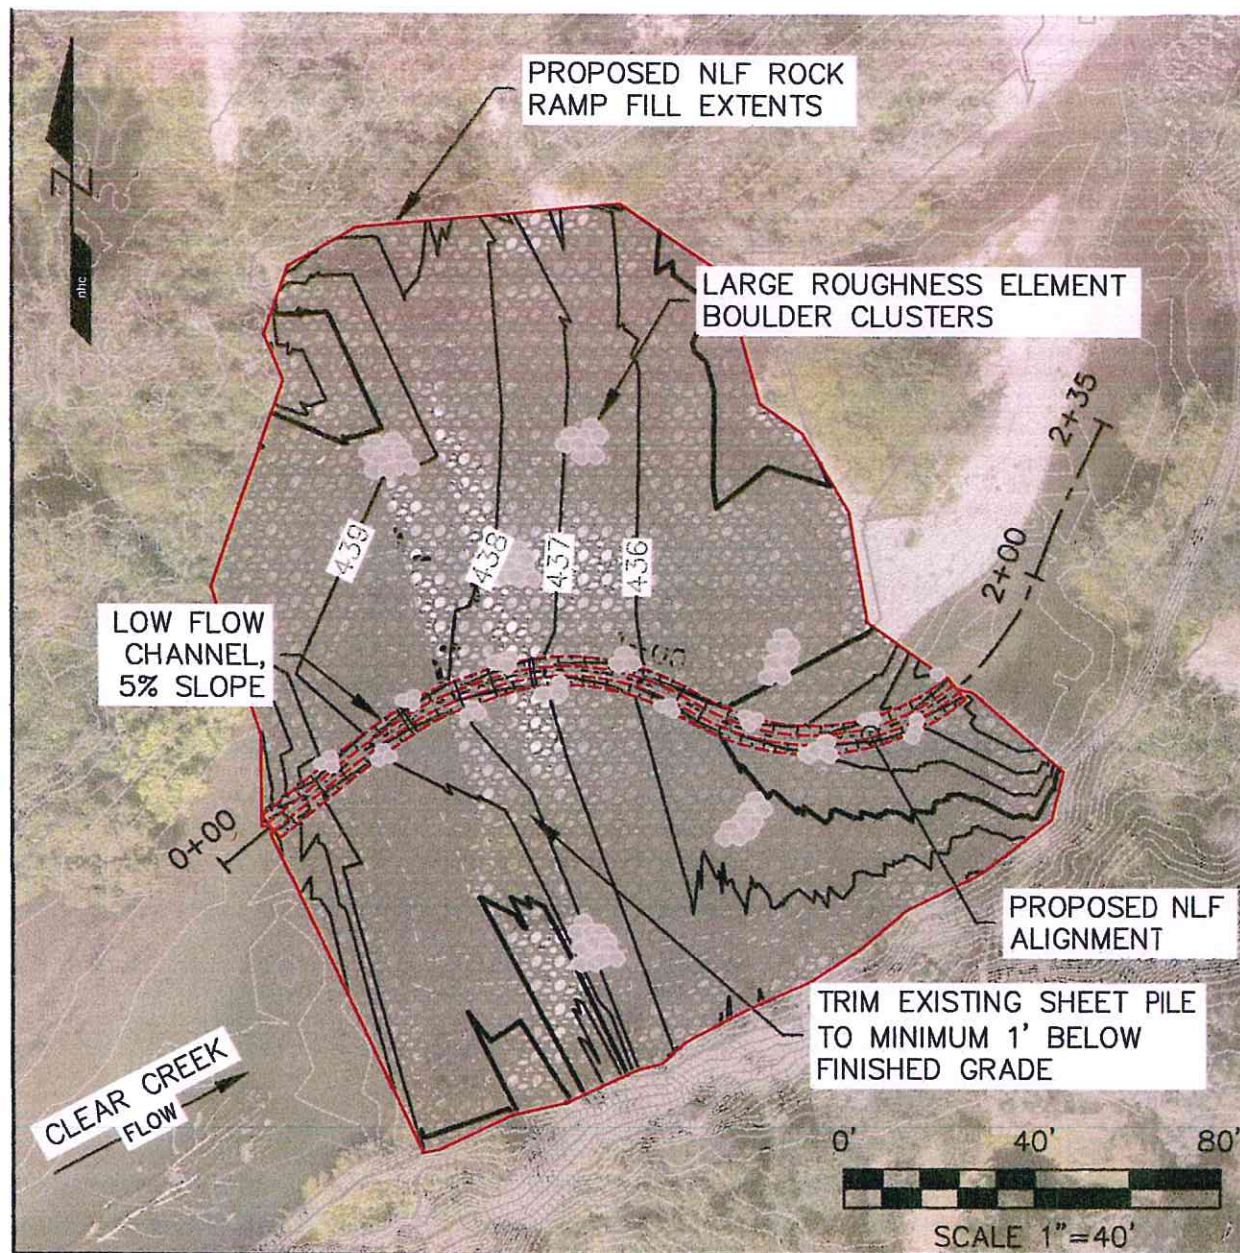 PROPOSED NLF ROCK
RAMP FILL EXTENTS
N
nhc
LARGE ROUGHNESS ELEMENT
BOULDER CLUSTERS
2+35
2+00
439
438
437
436
LOW FLOW
CHANNEL,
5% SLOPE
0+00
PROPOSED NLF
ALIGNMENT
TRIM EXISTING SHEET PILE
TO MINIMUM 1' BELOW
FINISHED GRADE
CLEAR CREEK
FLOW
0' 40' 80'
SCALE 1"=40'